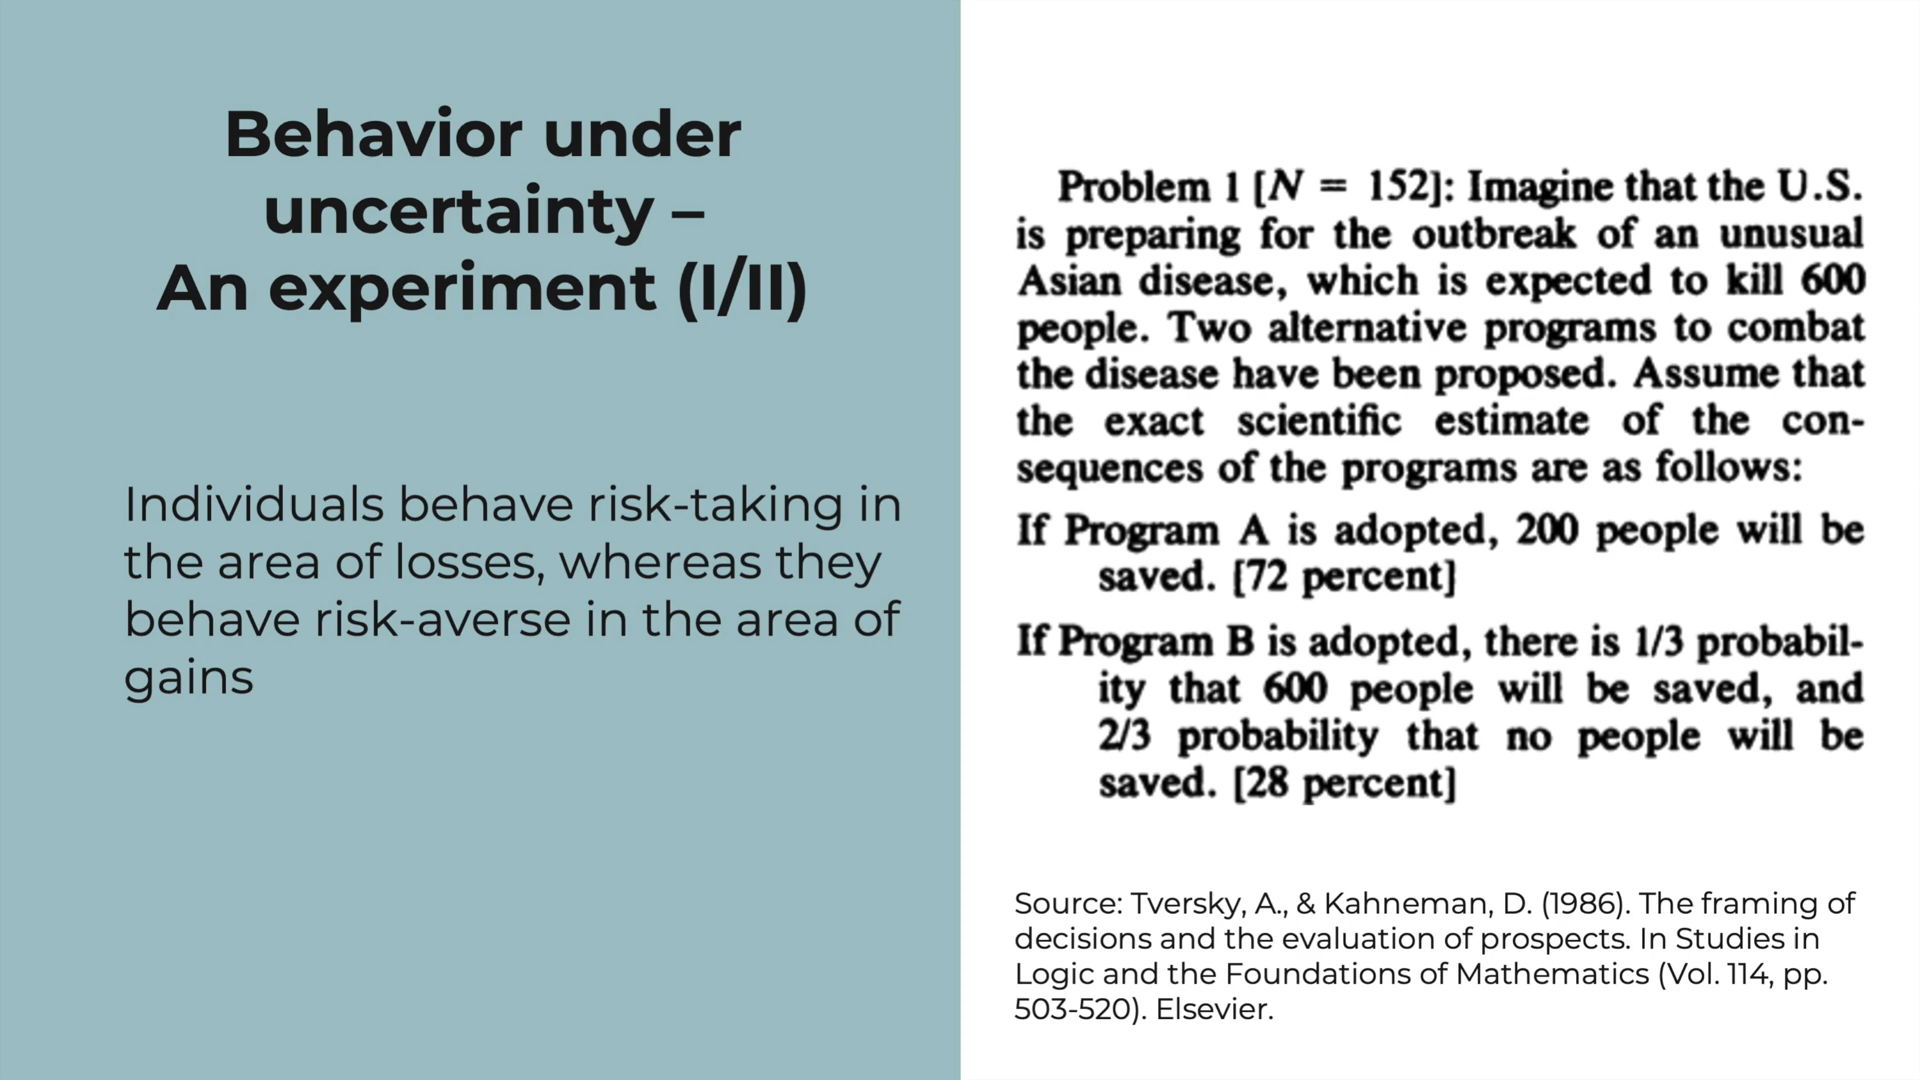 Behavior under
uncertainty –
An experiment (I/II)
Individuals behave risk-taking in
the area of losses, whereas they
behave risk-averse in the area of
gains
Problem 1 [N = 152]: Imagine that the U.S.
is preparing for the outbreak of an unusual
Asian disease, which is expected to kill 600
people. Two alternative programs to combat
the disease have been proposed. Assume that
the exact scientific estimate of the con-
sequences of the programs are as follows:
If Program A is adopted, 200 people will be
saved. [72 percent]
If Program B is adopted, there is 1/3 probabil-
ity that 600 people will be saved, and
2/3 probability that no people will be
saved. [28 percent]
Source: Tversky, A., & Kahneman, D. (1986). The framing of
decisions and the evaluation of prospects. In Studies in
Logic and the Foundations of Mathematics (Vol. 114, pp.
503-520). Elsevier.